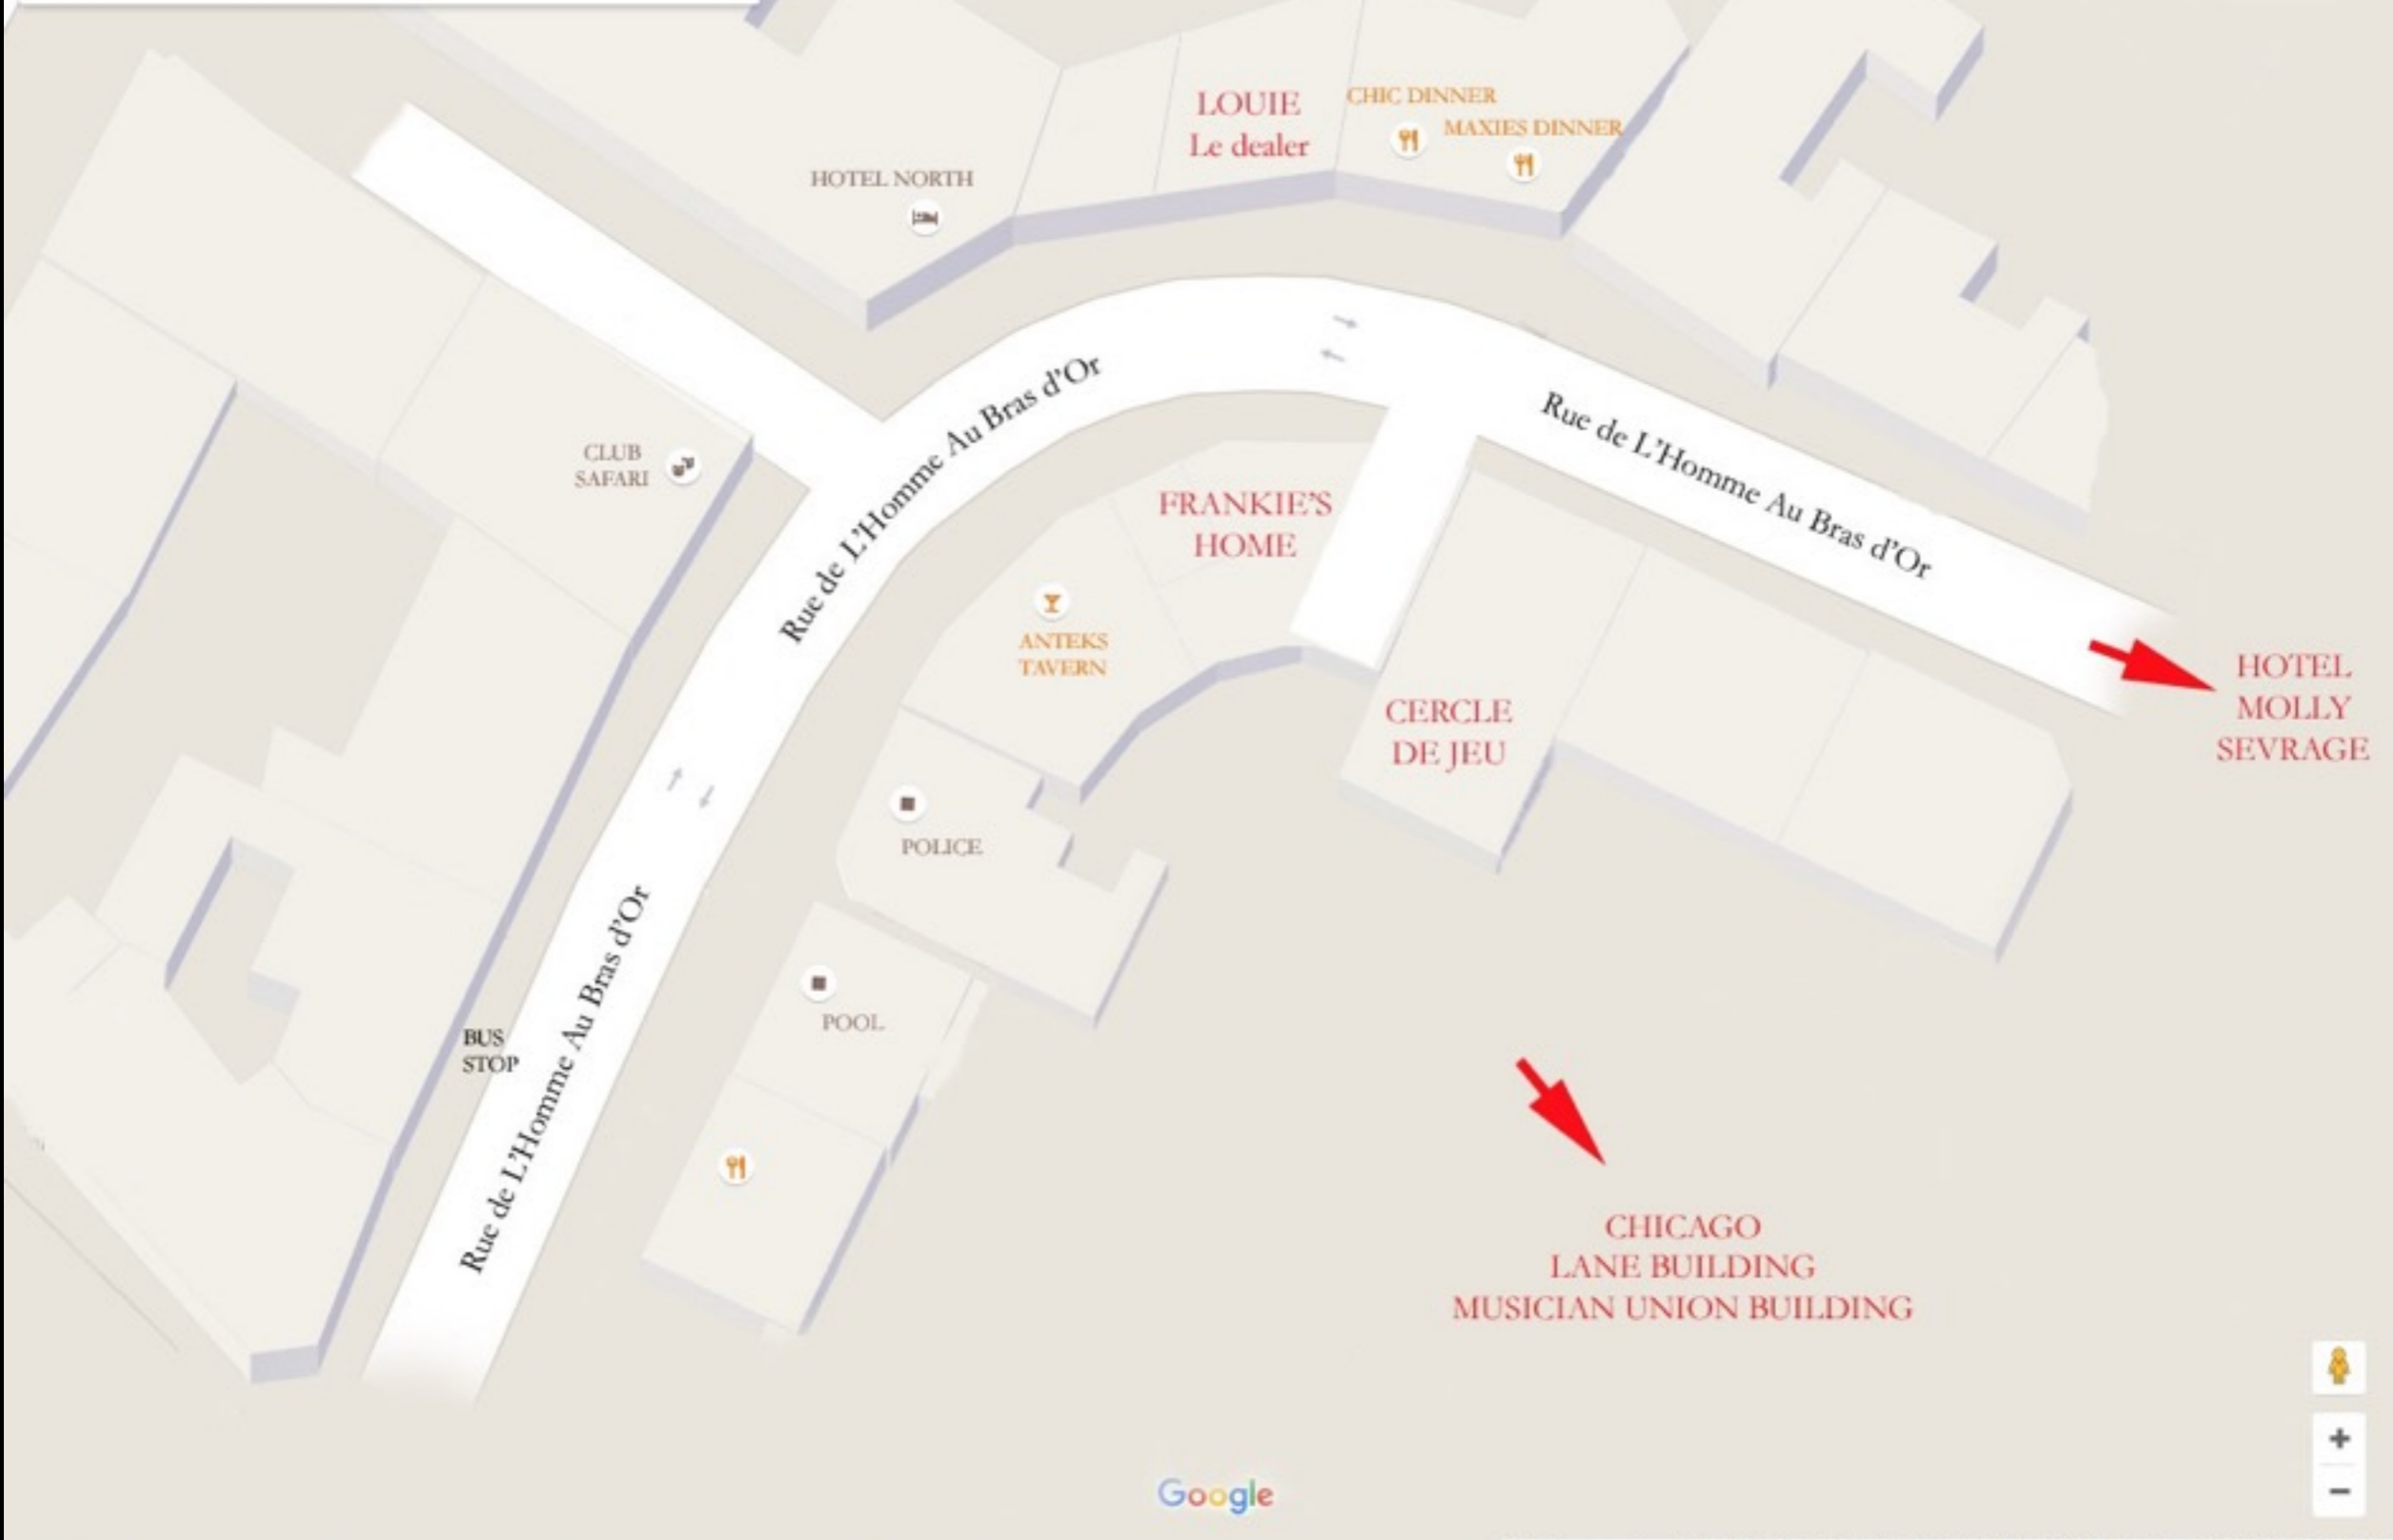 LOUIE
Le dealer
CHIC DINNER
MAXIES DINNER
HOTEL NORTH
Rue de L'Homme Au Bras d'Or
Rue de L'Homme Au Bras d'Or
CLUB
SAFARI
FRANKIE'S
HOME
ANTEKS
TAVERN
CERCLE
DE JEU
HOTEL
MOLLY
SEVRAGE
POLICE
POOL
BUS
STOP
Rue de L'Homme Au Bras d'Or
CHICAGO
LANE BUILDING
MUSICIAN UNION BUILDING
Google
+
−